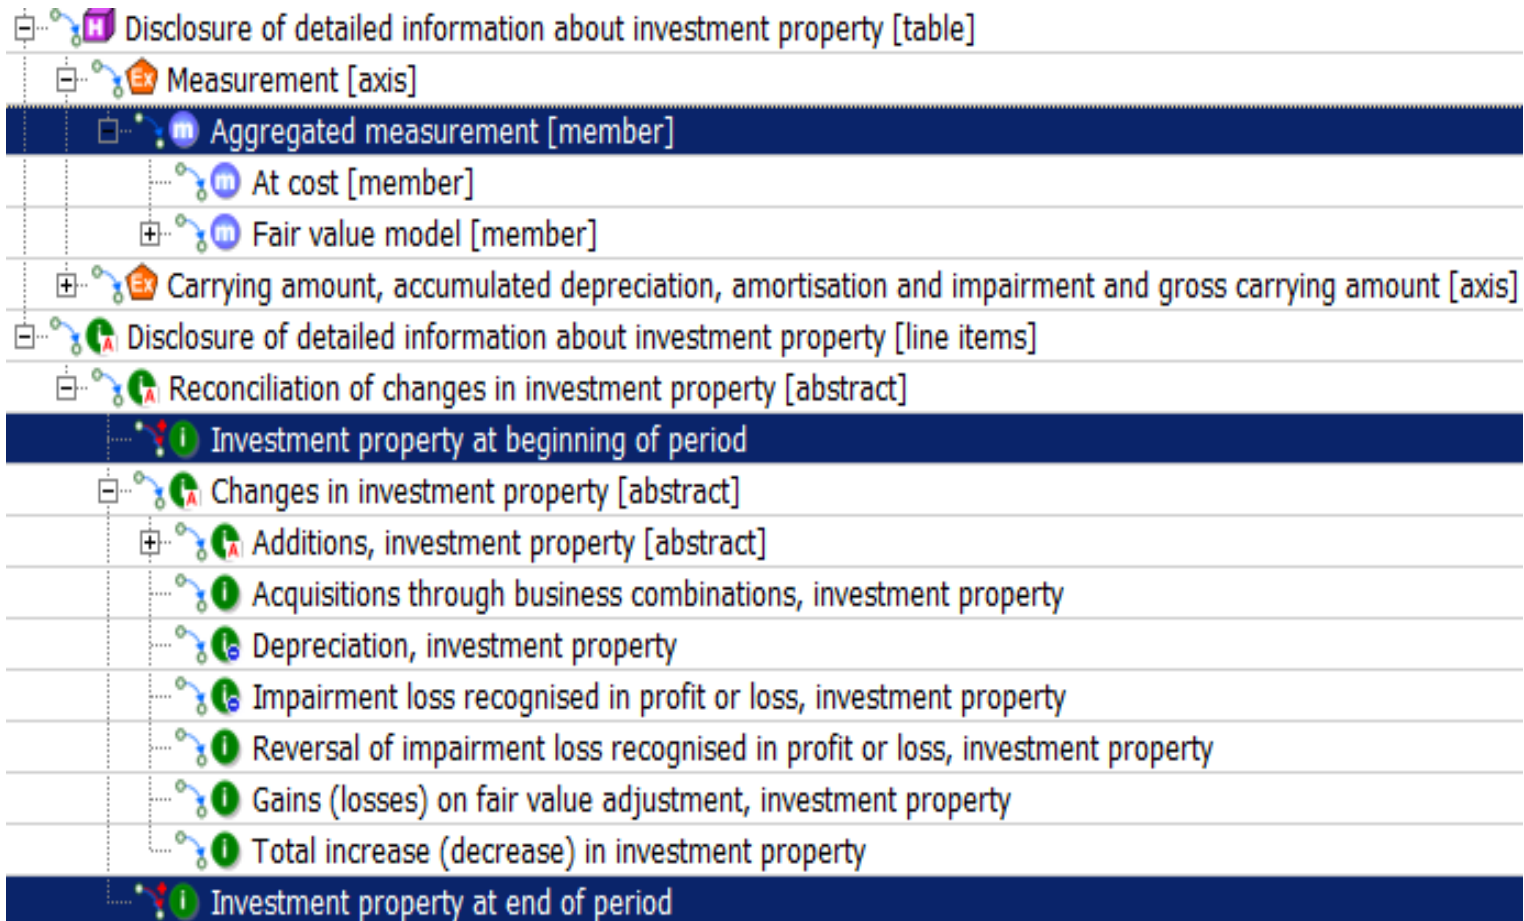 Disclosure of detailed information about investment property [table]
Measurement [axis]
Aggregated measurement [member]
At cost [member]
Fair value model [member]
Carrying amount, accumulated depreciation, amortisation and impairment and gross carrying amount [axis]
Disclosure of detailed information about investment property [line items]
Reconciliation of changes in investment property [abstract]
Investment property at beginning of period
Changes in investment property [abstract]
Additions, investment property [abstract]
Acquisitions through business combinations, investment property
Depreciation, investment property
Impairment loss recognised in profit or loss, investment property
Reversal of impairment loss recognised in profit or loss, investment property
Gains (losses) on fair value adjustment, investment property
Total increase (decrease) in investment property
Investment property at end of period